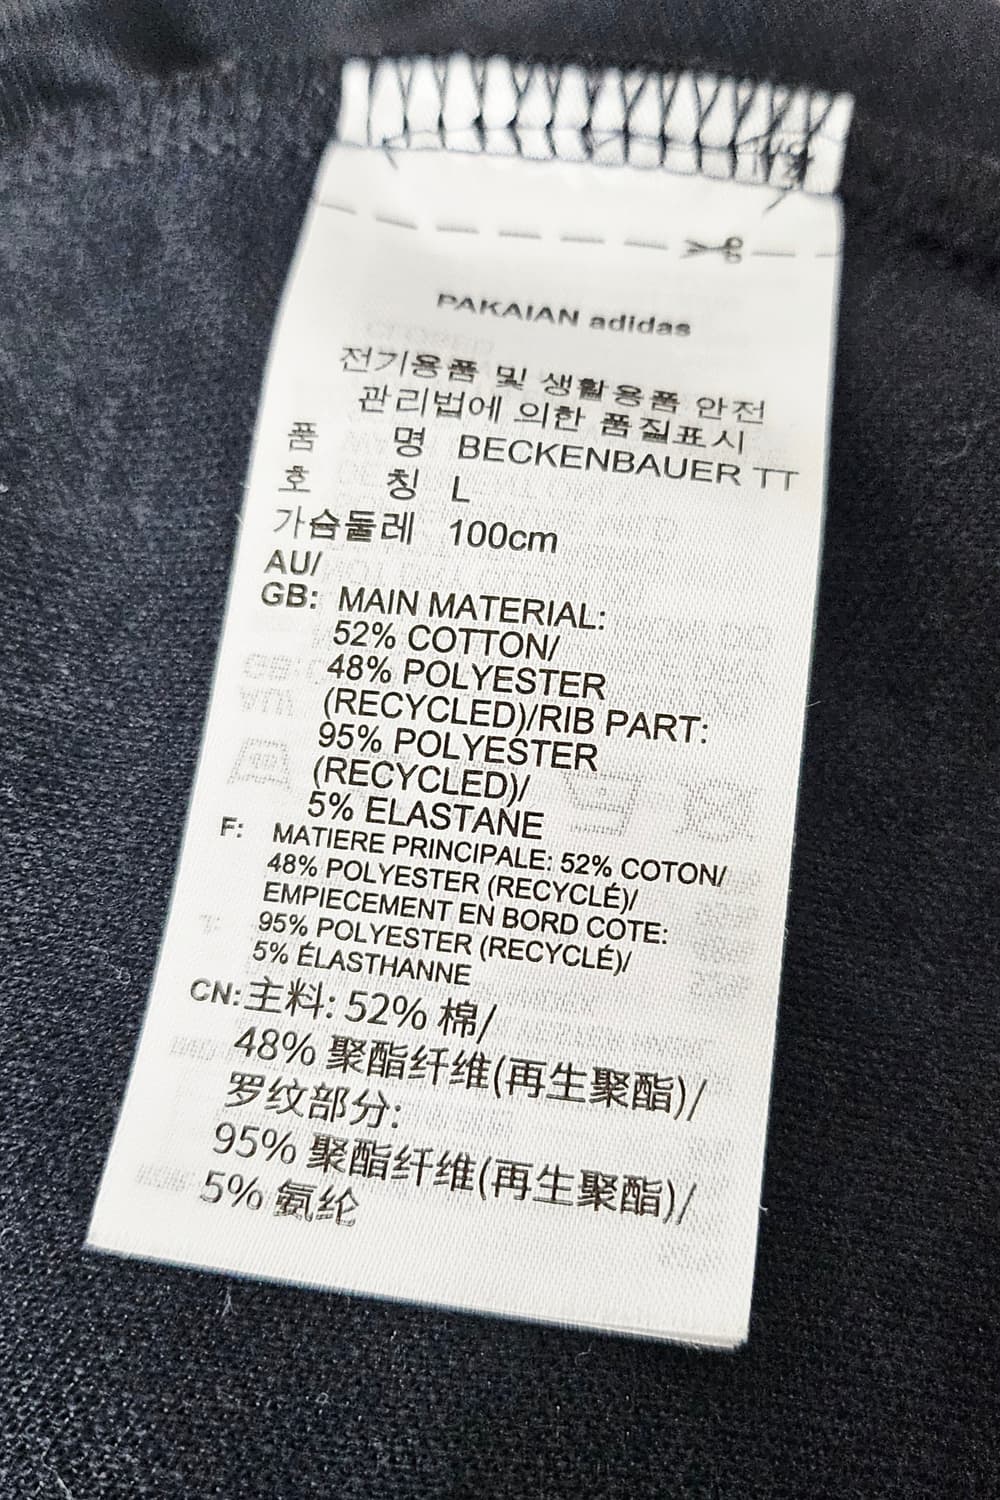 PAKAIAN adidas
전기용품 및 생활용품 안전
관리법에 의한 품질표시
품 명 BECKENBAUER TT
호 칭 L
가슴둘레 100cm
AU/
GB: MAIN MATERIAL:
52% COTTON/
48% POLYESTER
(RECYCLED)/RIB PART:
95% POLYESTER
(RECYCLED)/
5% ELASTANE
F: MATIERE PRINCIPALE: 52% COTON/
48% POLYESTER (RECYCLÉ)/
EMPIECEMENT EN BORD COTE:
95% POLYESTER (RECYCLÉ)/
5% ÉLASTHANNE
CN: 主料: 52% 棉/
48% 聚酯纤维(再生聚酯)/
罗纹部分:
95% 聚酯纤维(再生聚酯)/
5% 氨纶